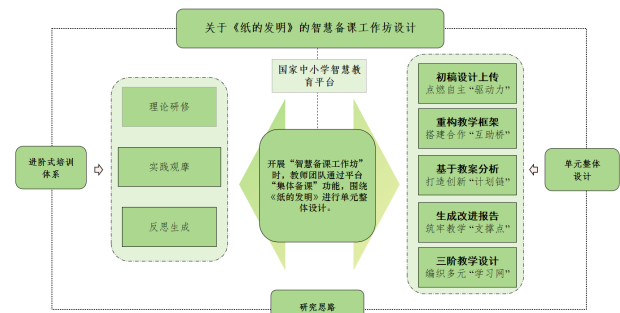 关于《纸的发明》的智慧备课工作坊设计
国家中小学智慧教
育平台
理论研修
实践观摩
反思生成
进阶式培训
体系
开展“智慧备课工作坊”
时，教师团队通过平台
“集体备课”功能，围绕
《纸的发明》进行单元整
体设计。
初稿设计上传
点燃自主“驱动力”
重构教学框架
搭建合作“互助桥”
基于教案分析
打造创新“计划链”
生成改进报告
筑牢教学“支撑点”
三阶教学设计
编织多元“学习网”
单元整体
设计
研究思路